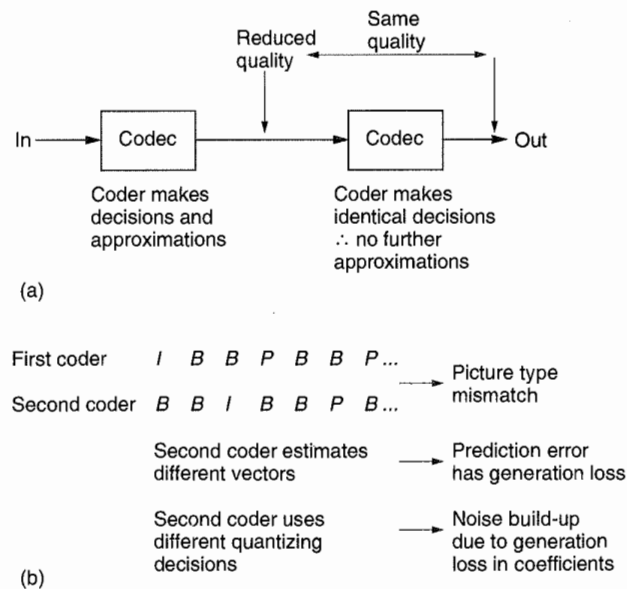 Same
quality
Reduced
quality
In
Codec
Codec
Out
Coder makes
decisions and
approximations
Coder makes
identical decisions
∴ no further
approximations
(a)
First coder I B B P B B P...
Second coder B B I B B P B...
Picture type
mismatch
Second coder estimates
different vectors
Prediction error
has generation loss
Second coder uses
different quantizing
decisions
Noise build-up
due to generation
loss in coefficients
(b)